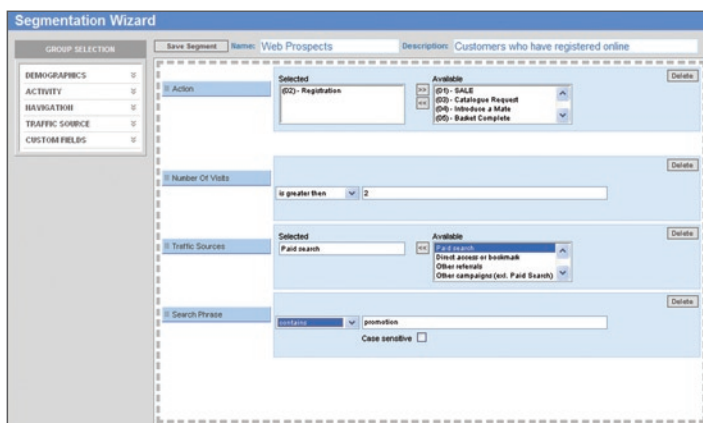 Segmentation Wizard
GROUP SELECTION
DEMOGRAPHICS
ACTIVITY
NAVIGATION
TRAFFIC SOURCE
CUSTOM FIELDS
Save Segment Name: Web Prospects Description: Customers who have registered online
Delete
Action
Selected
(02) - Registration
>>
<<
Available
(01) - SALE
(03) - Catalogue Request
(04) - Introduce a Mate
(05) - Basket Complete
Delete
Number Of Visits
is greater then 2
Delete
Traffic Sources
Selected
Paid search
<<
Available
Paid search
Direct access or bookmark
Other referrals
Other campaigns (exl. Paid Search)
Delete
Search Phrase
contains promotion
Case sensitive